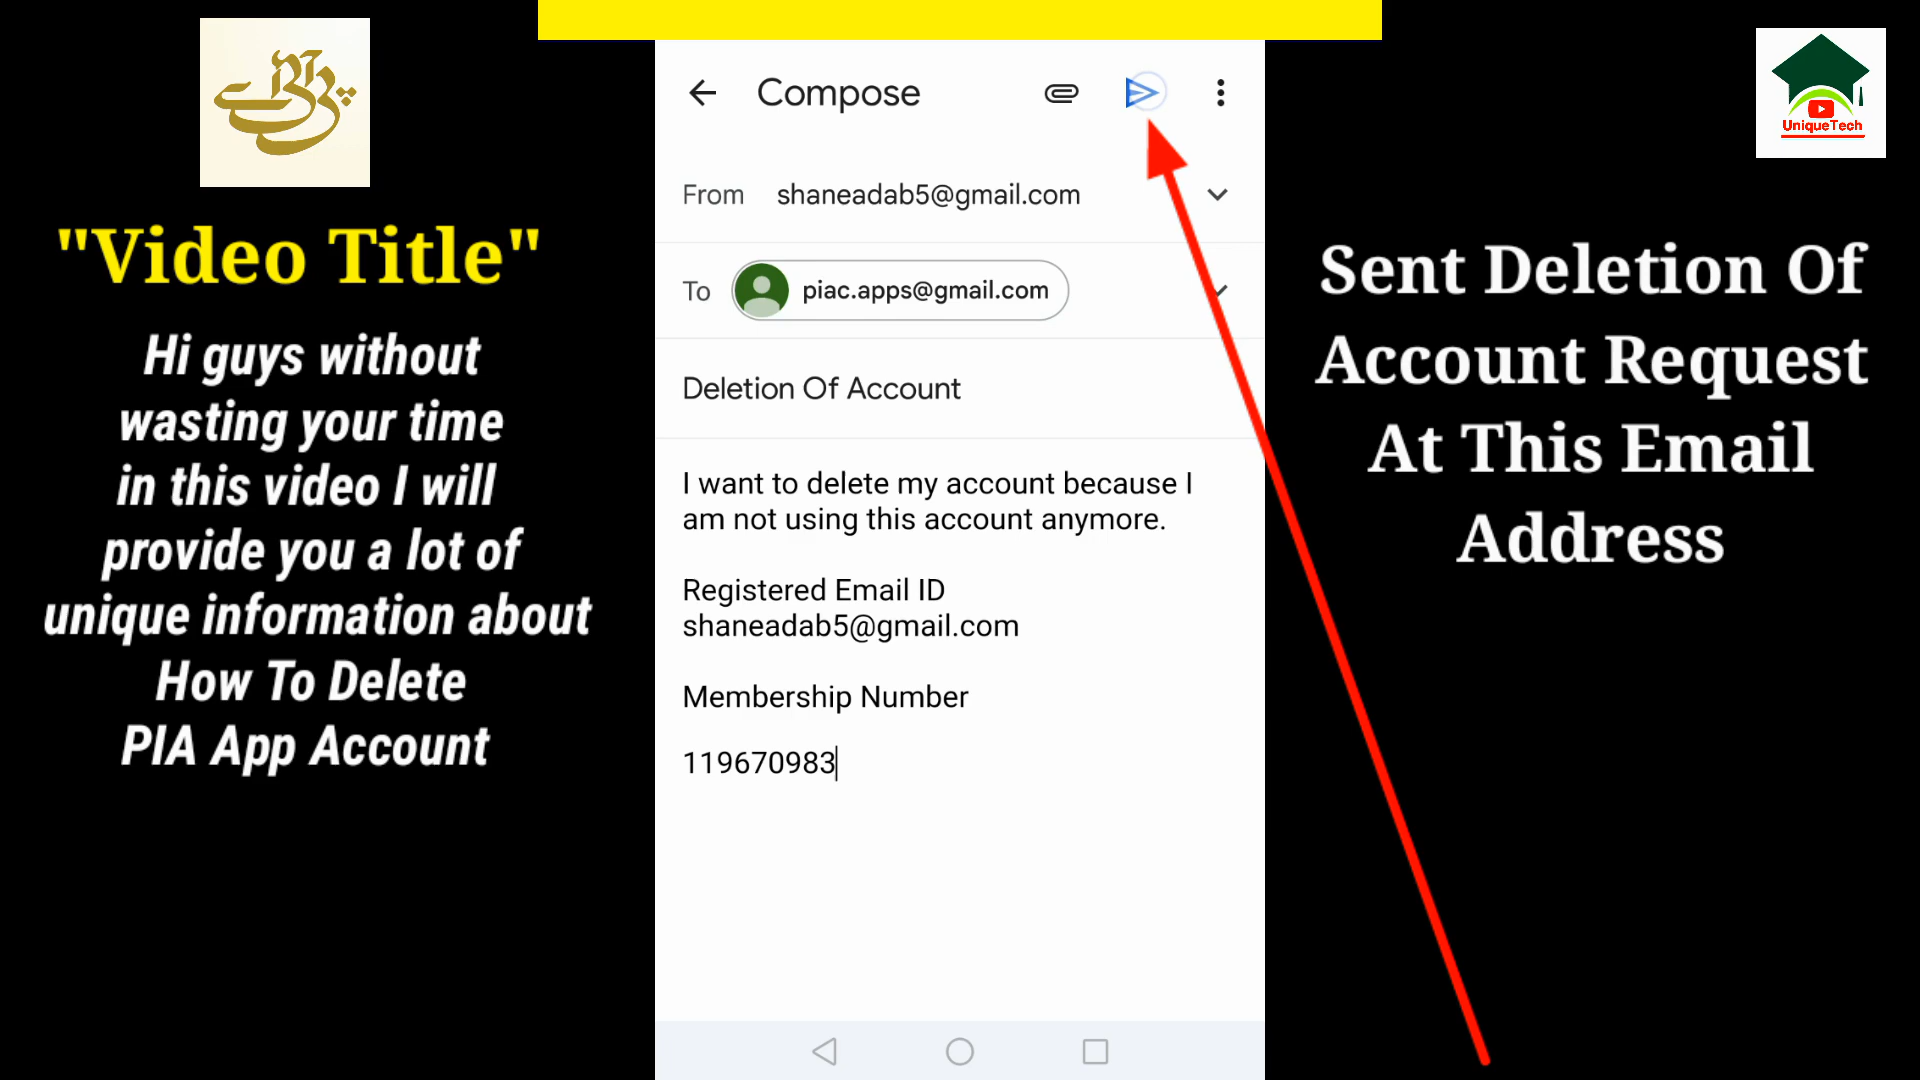 "Video Title"
Hi guys without
wasting your time
in this video I will
provide you a lot of
unique information about
How To Delete
PIA App Account
Compose
From shaneadab5@gmail.com
To piac.apps@gmail.com
Deletion Of Account
I want to delete my account because I
am not using this account anymore.
Registered Email ID
shaneadab5@gmail.com
Membership Number
119670983
UniqueTech
Sent Deletion Of
Account Request
At This Email
Address